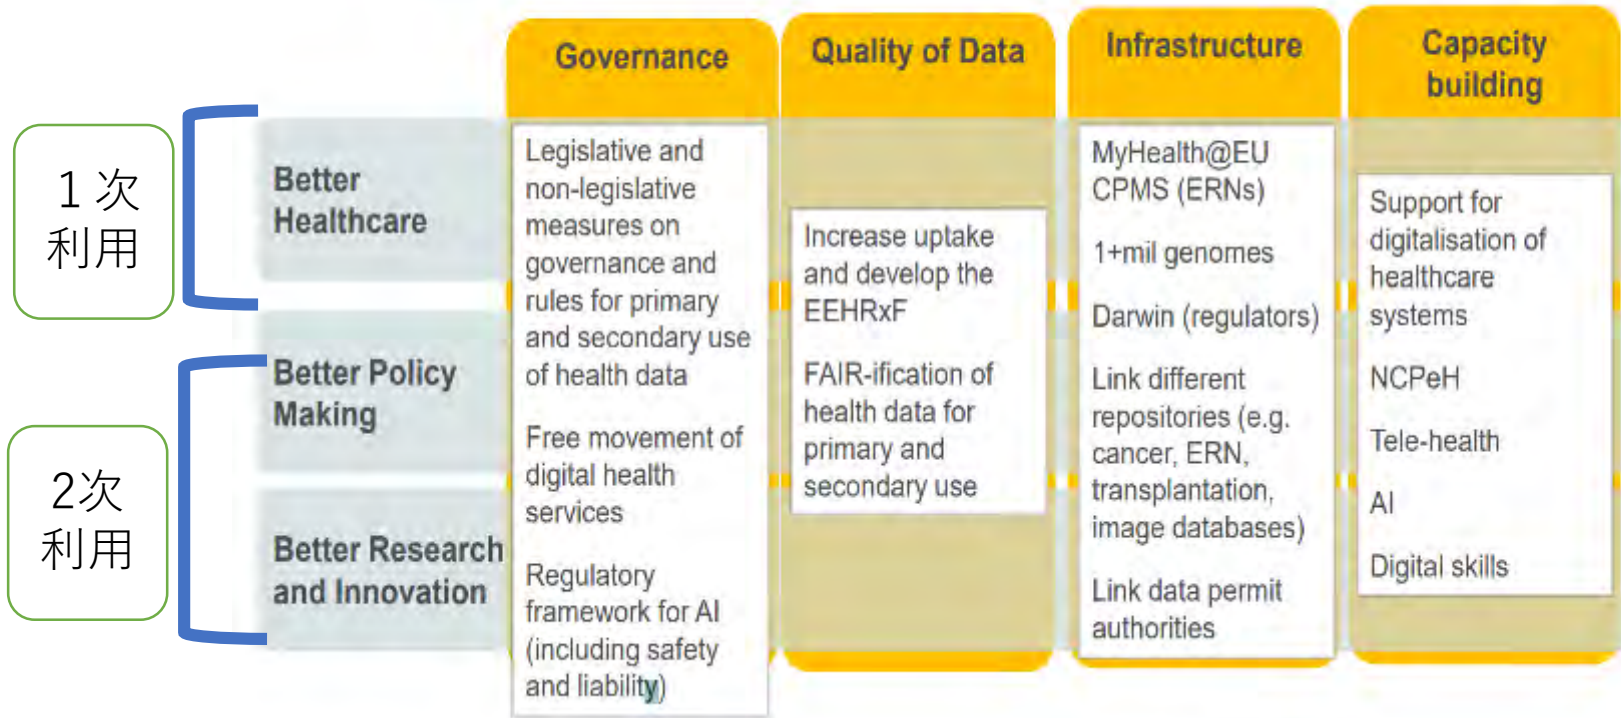 Governance
Quality of Data
Infrastructure
Capacity
building
１次
利用
2次
利用
Better
Healthcare
Better Policy
Making
Better Research
and Innovation
Legislative and
non-legislative
measures on
governance and
rules for primary
and secondary use
of health data
Free movement of
digital health
services
Regulatory
framework for AI
(including safety
and liability)
Increase uptake
and develop the
EEHRxF
FAIR-ification of
health data for
primary and
secondary use
MyHealth@EU
CPMS (ERNs)
1+mil genomes
Darwin (regulators)
Link different
repositories (e.g.
cancer, ERN,
transplantation,
image databases)
Link data permit
authorities
Support for
digitalisation of
healthcare
systems
NCPeH
Tele-health
AI
Digital skills